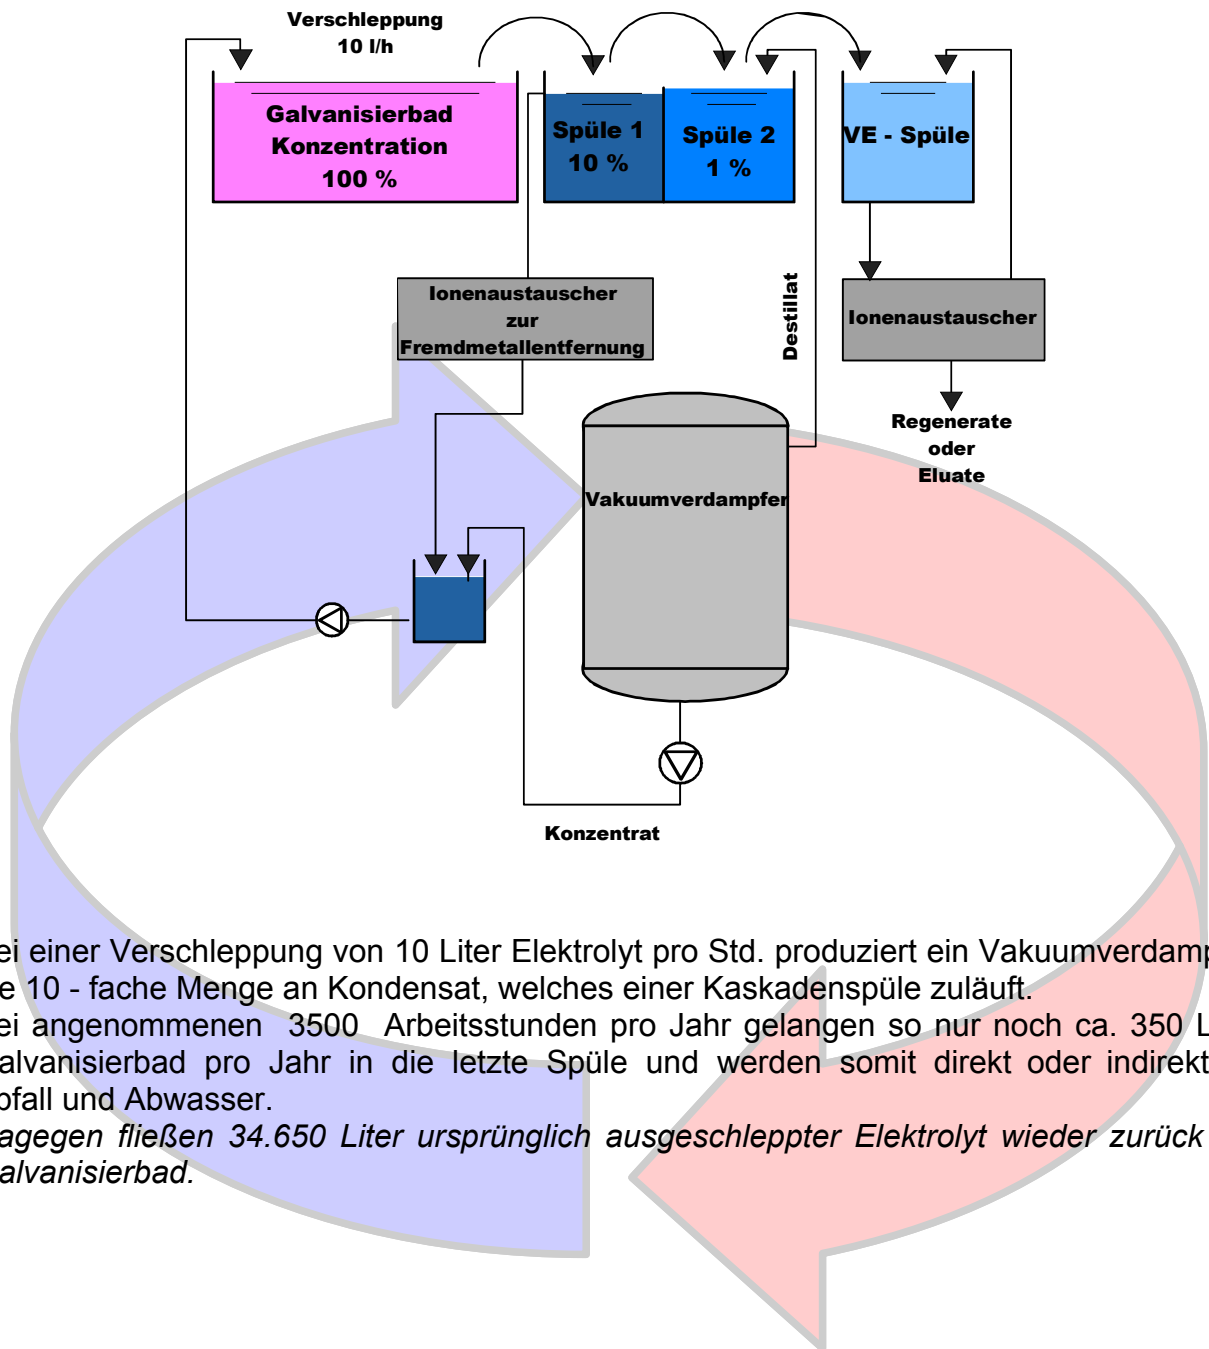 Verschleppung
10 l/h
Galvanisierbad
Konzentration
100 %
Spüle 1
10 %
Spüle 2
1 %
VE - Spüle
Ionenaustauscher
zur
Fremdmetallentfernung
Destillat
Ionenaustauscher
Regenerate
oder
Eluate
Vakuumverdampfer
Konzentrat
ei einer Verschleppung von 10 Liter Elektrolyt pro Std. produziert ein Vakuumverdamp
e 10 - fache Menge an Kondensat, welches einer Kaskadenspüle zuläuft.
ei angenommenen 3500 Arbeitsstunden pro Jahr gelangen so nur noch ca. 350 L
alvanisierbad pro Jahr in die letzte Spüle und werden somit direkt oder indirekt
bfall und Abwasser.
agegen fließen 34.650 Liter ursprünglich ausgeschleppter Elektrolyt wieder zurück
alvanisierbad.